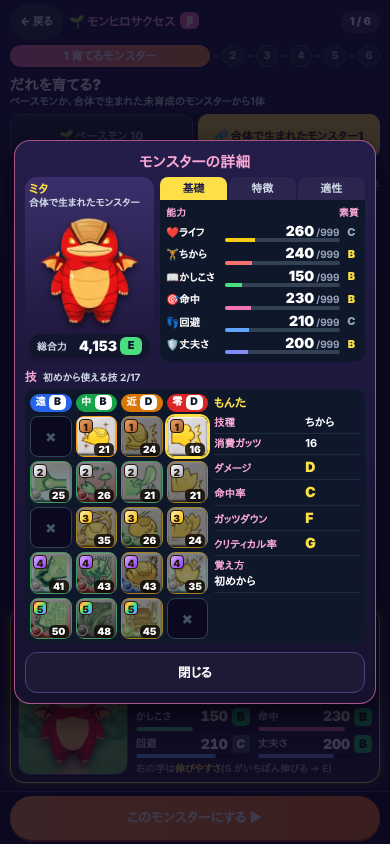 ← 戻る
🌱 モンヒロサクセス β
1 / 6
1 育てるモンスター
2
3
4
5
6
だれを育てる?
ベースモンか、合体で生まれた未育成のモンスターから1体
🌱 ベースモン 10
合体で生まれたモンスター1
モンスターの詳細
ミタ
合体で生まれたモンスター
総合力 4,153 E
基礎 特徴 適性
能力 素質
❤️ライフ 260 /999 C
🏋ちから 240 /999 B
📖かしこさ 150 /999 B
🎯命中 230 /999 B
👣回避 210 /999 C
🛡️丈夫さ 200 /999 B
技 初めから使える技 2/17
遠 B 中 B 近 D 零 D
× 1 21 1 24 1 16
2 25 2 26 2 21 2 21
× 3 35 3 26 3 24
4 41 4 43 4 43 4 35
5 50 5 48 5 45 ×
もんた
技種 ちから
消費ガッツ 16
ダメージ D
命中率 C
ガッツダウン F
クリティカル率 G
覚え方
初めから
閉じる
かしこさ 150 B 命中 230 B
回避 210 C 丈夫さ 200 B
右の字は伸びやすさ(S がいちばん伸びる → E)
このモンスターにする ▶